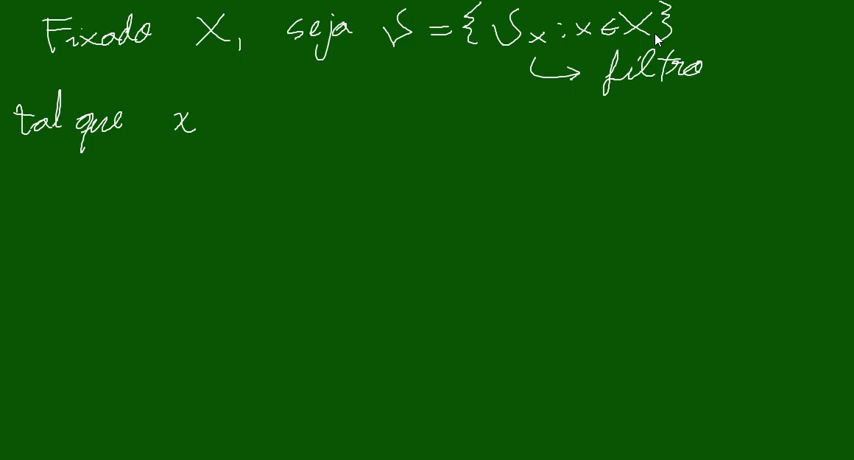 Fixado X, seja 𝒱 = { 𝒱ₓ : x ∈ X }
↳ filtro
tal que x